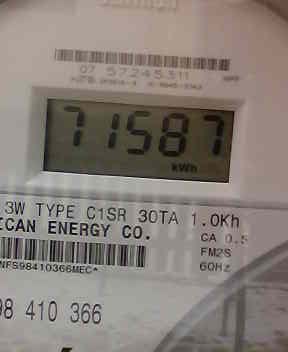 07 57245311
71587
kWh
3W TYPE C1SR 30TA 1.0Kh
ICAN ENERGY CO.
CA 0.5
FM2S
60Hz
NFS98410366MEC*
98 410 366